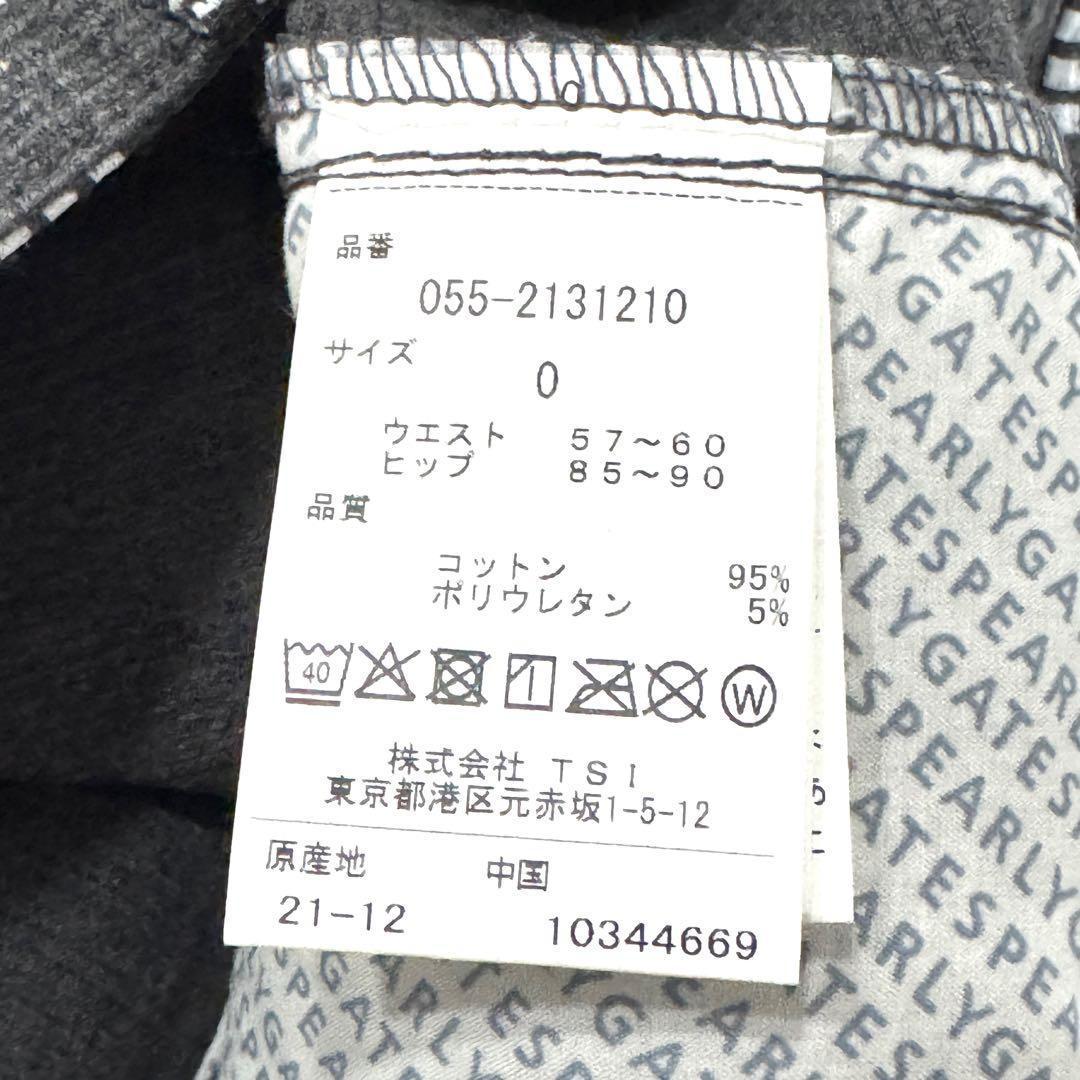 品番
055-2131210
サイズ
0
ウエスト 57～60
ヒップ 85～90
品質
コットン 95%
ポリウレタン 5%
40
W
株式会社 TSI
東京都港区元赤坂1-5-12
原産地 中国
21-12 10344669
PEARLYGATES